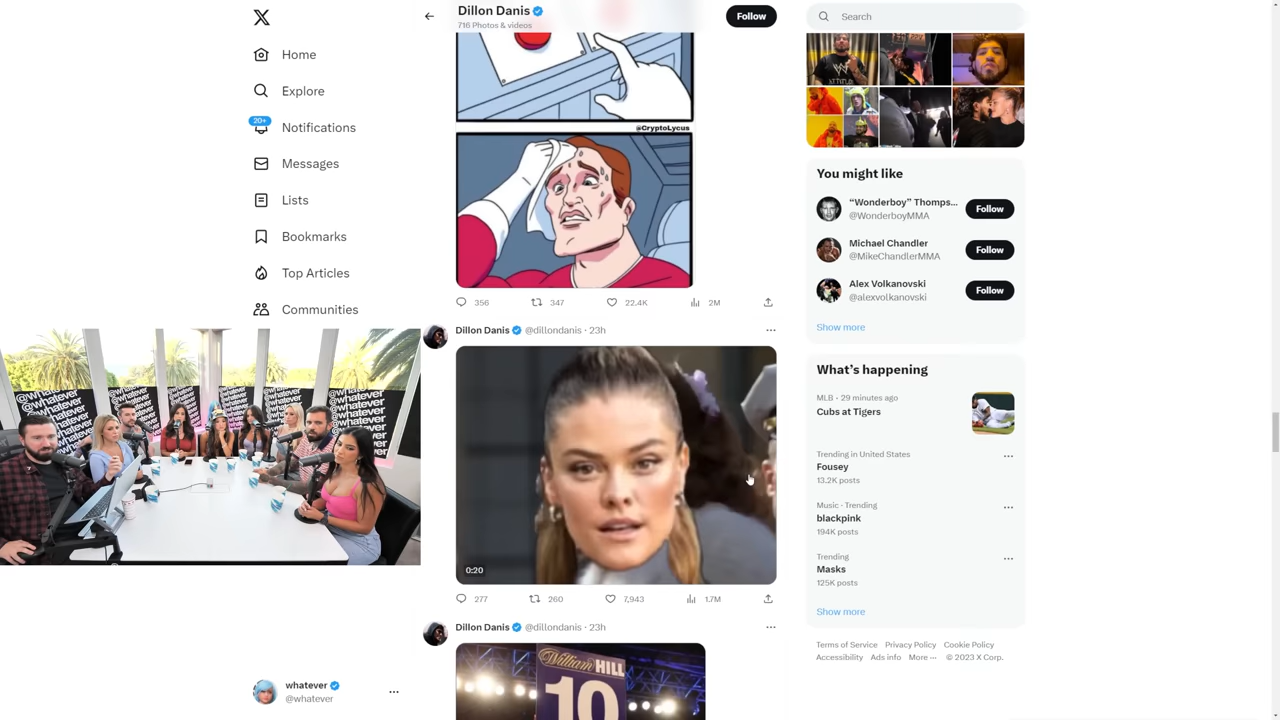 Home
Explore
20+
Notifications
Messages
Lists
Bookmarks
Top Articles
Communities
@whatever
@whatever
@whatever
@whatever
whatever
@whatever
Dillon Danis
716 Photos & videos
Follow
@CryptoLycus
356
347
22.4K
2M
Dillon Danis @dillondanis · 23h
0:20
277
260
7,943
1.7M
Dillon Danis @dillondanis · 23h
William HILL
10
Search
You might like
“Wonderboy” Thomps...
@WonderboyMMA
Follow
Michael Chandler
@MikeChandlerMMA
Follow
Alex Volkanovski
@alexvolkanovski
Follow
Show more
What’s happening
MLB · 29 minutes ago
Cubs at Tigers
Trending in United States
Fousey
13.2K posts
Music · Trending
blackpink
194K posts
Trending
Masks
125K posts
Show more
Terms of Service Privacy Policy Cookie Policy
Accessibility Ads info More ··· © 2023 X Corp.